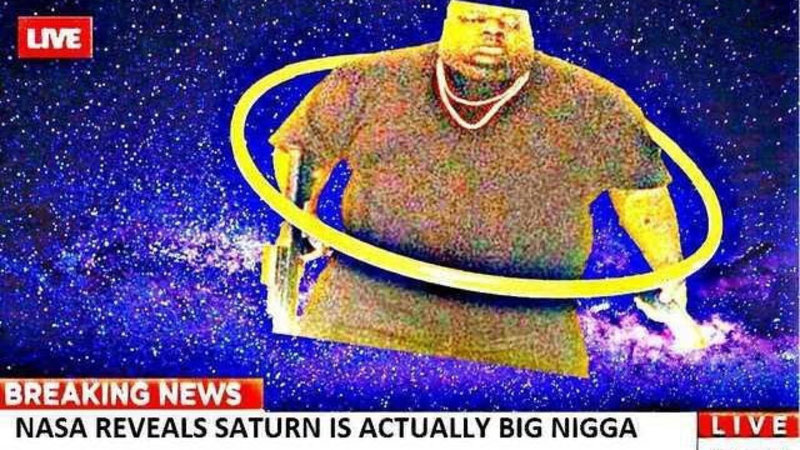 LIVE
BREAKING NEWS
NASA REVEALS SATURN IS ACTUALLY BIG NIGGA
LIVE